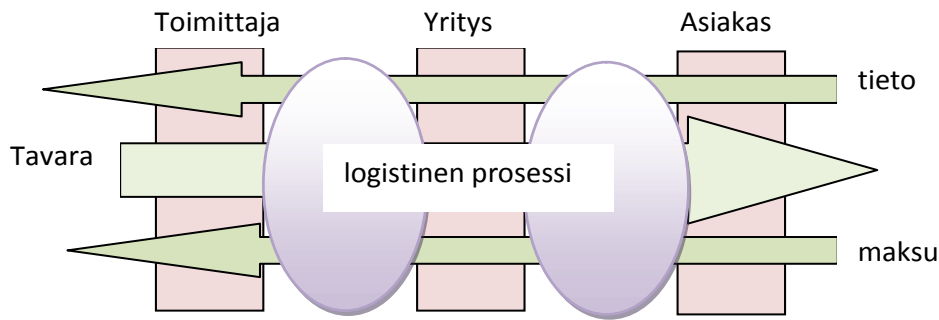 Toimittaja Yritys Asiakas
tieto
Tavara
logistinen prosessi
maksu